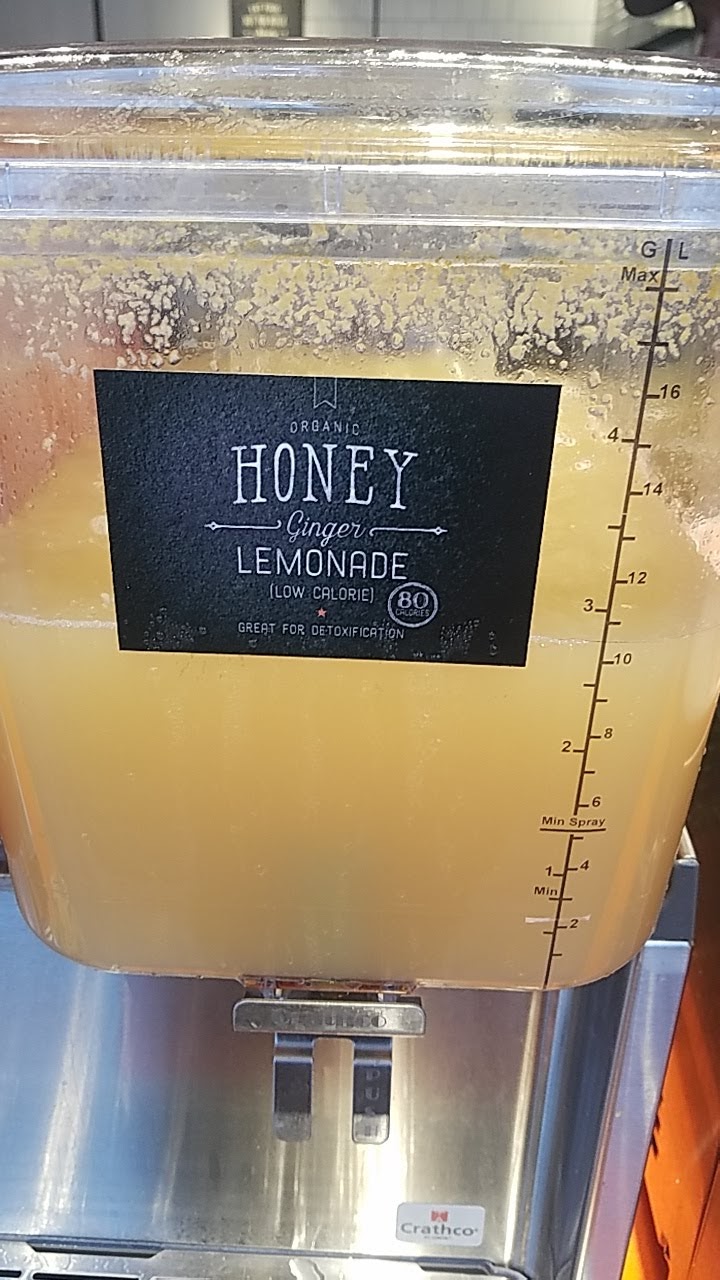 G L
Max
16
4
14
12
3
10
8
2
6
Min Spray
1 4
Min
2
ORGANIC
HONEY
Ginger
LEMONADE
(LOW CALORIE)
80
CALORIES
GREAT FOR DETOXIFICATION
PUSH
Crathco